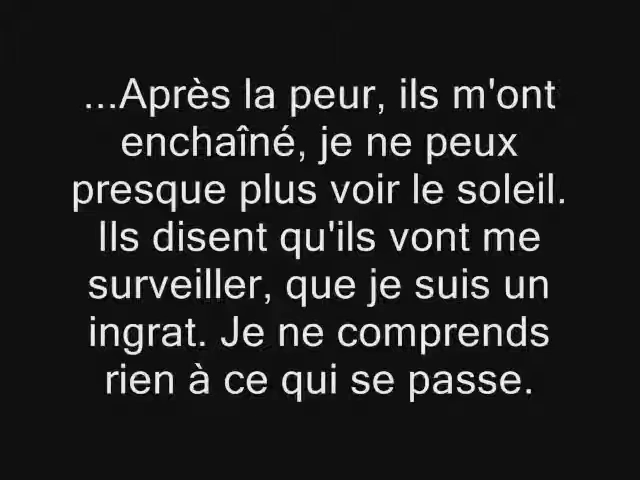 ...Après la peur, ils m'ont
enchaîné, je ne peux
presque plus voir le soleil.
Ils disent qu'ils vont me
surveiller, que je suis un
ingrat. Je ne comprends
rien à ce qui se passe.